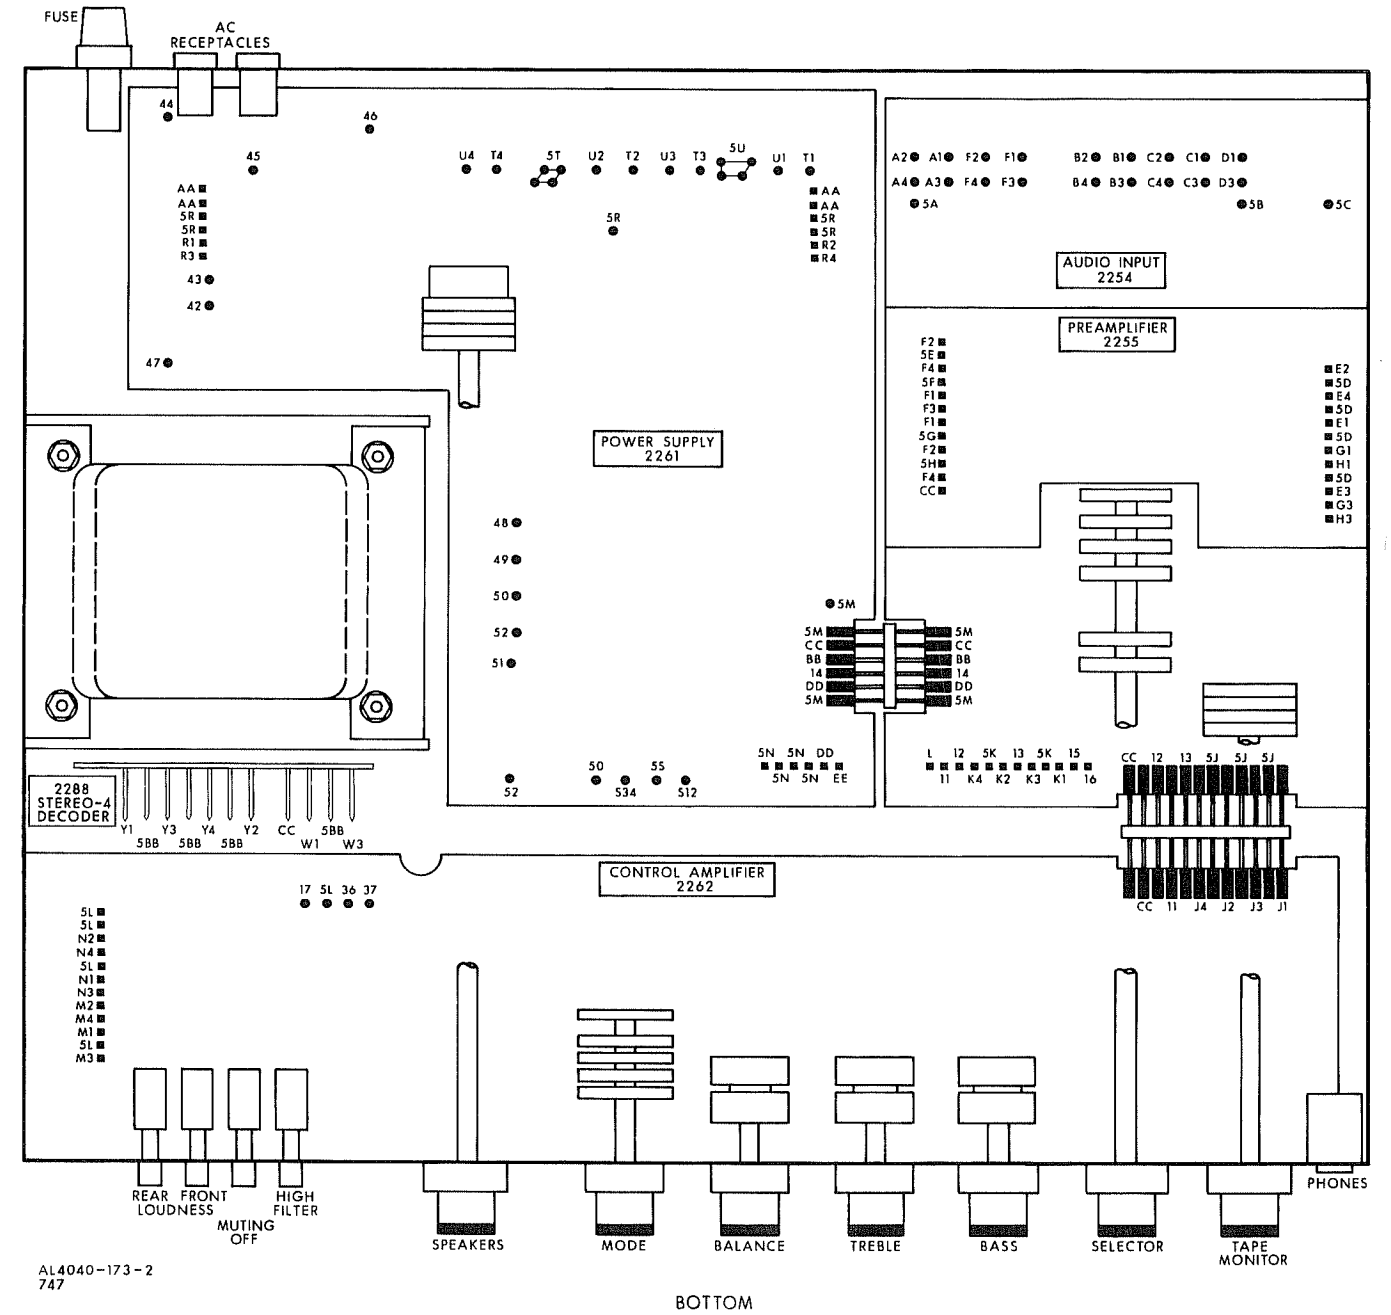 FUSE
AC
RECEPTACLES
44
46
45
U4 T4 5T U2 T2 U3 T3 5U U1 T1
AA
AA
5R
5R
R1
R3
43
42
47
5R
AA
AA
5R
5R
R2
R4
A2 A1 F2 F1 B2 B1 C2 C1 D1
A4 A3 F4 F3 B4 B3 C4 C3 D3
5A 5B 5C
AUDIO INPUT
2254
PREAMPLIFIER
2255
F2
5E
F4
5F
F1
F3
F1
5G
F2
5H
F4
CC
E2
5D
E4
5D
E1
5D
G1
H1
5D
E3
G3
H3
POWER SUPPLY
2261
48
49
50
52
51
5M
5M 5M
CC CC
BB BB
14 14
DD DD
5M 5M
5N 5N DD
5N 5N EE
52 50 S34 5S S12
L 12 5K 13 5K 15
11 K4 K2 K3 K1 16
CC 12 13 5J 5J 5J
CC 11 J4 J2 J3 J1
2288
STEREO-4
DECODER
Y1 Y3 Y4 Y2 CC 5BB
5BB 5BB 5BB W1 W3
CONTROL AMPLIFIER
2262
17 5L 36 37
5L
5L
N2
N4
5L
N1
N3
M2
M4
M1
5L
M3
REAR FRONT
LOUDNESS
MUTING
OFF
HIGH
FILTER
SPEAKERS
MODE
BALANCE
TREBLE
BASS
SELECTOR
TAPE
MONITOR
PHONES
AL4040-173-2
747
BOTTOM